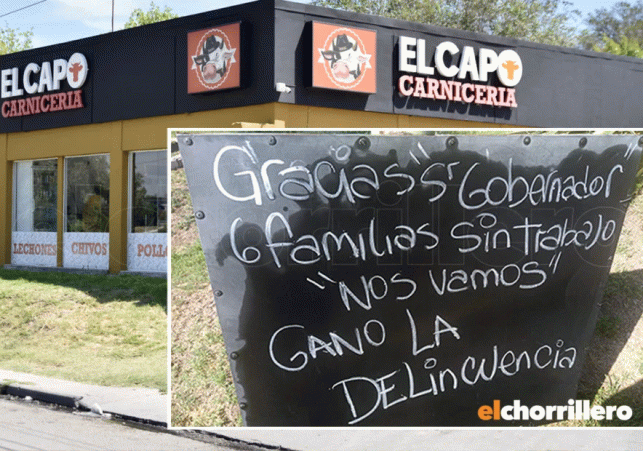 EL CAPO
CARNICERIA
EL CAPO
CARNICERIA
LECHONES
CHIVOS
POLLO
Gracias "Sr Gobernador"
6 familias sin trabajo
"Nos vamos"
GANO LA
DELincuencia
elchorrillero